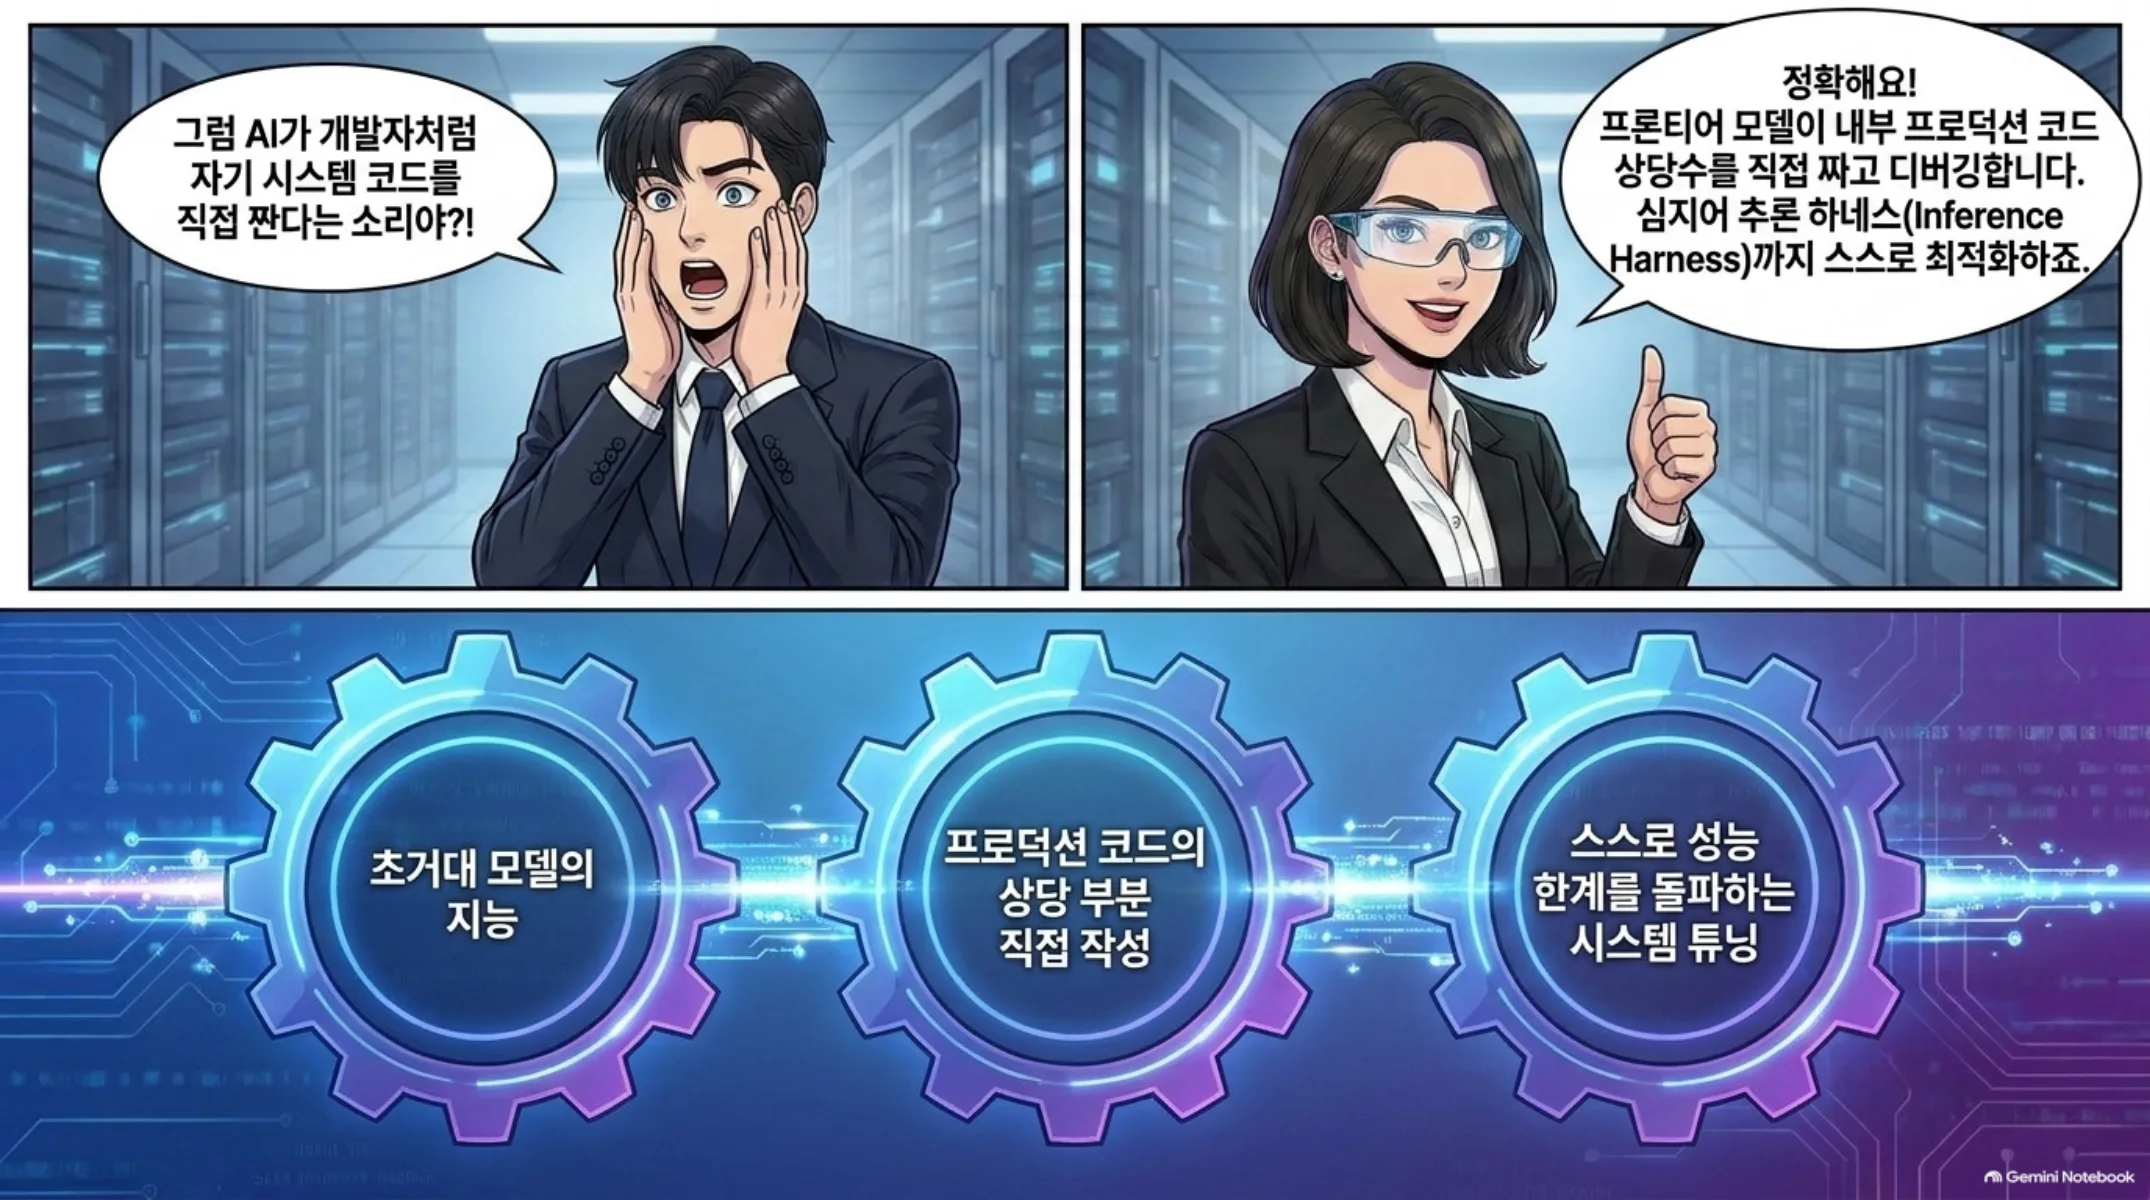 그럼 AI가 개발자처럼
자기 시스템 코드를
직접 짠다는 소리야?!
정확해요!
프론티어 모델이 내부 프로덕션 코드
상당수를 직접 짜고 디버깅합니다.
심지어 추론 하네스(Inference
Harness)까지 스스로 최적화하죠.
초거대 모델의
지능
프로덕션 코드의
상당 부분
직접 작성
스스로 성능
한계를 돌파하는
시스템 튜닝
Gemini Notebook